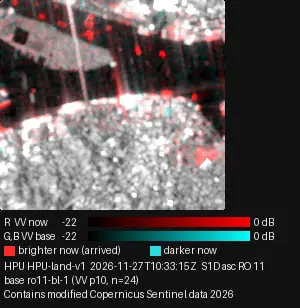 R VV now -22 0 dB
G,B VV base -22 0 dB
brighter now (arrived) darker now
HPU HPU-land-v1 2026-11-27T10:33:15Z S1D asc RO 11
base ro11-bl-1 (VV p10, n=24)
Contains modified Copernicus Sentinel data 2026